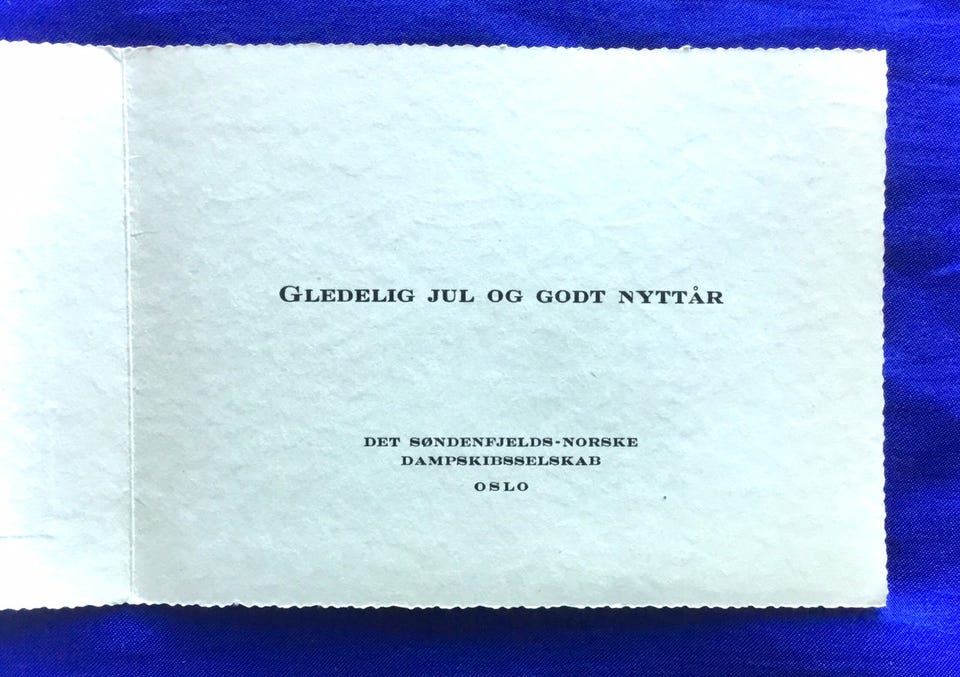 Gledelig jul og godt nyttår
DET SØNDENFJELDS-NORSKE
DAMPSKIBSSELSKAB
OSLO